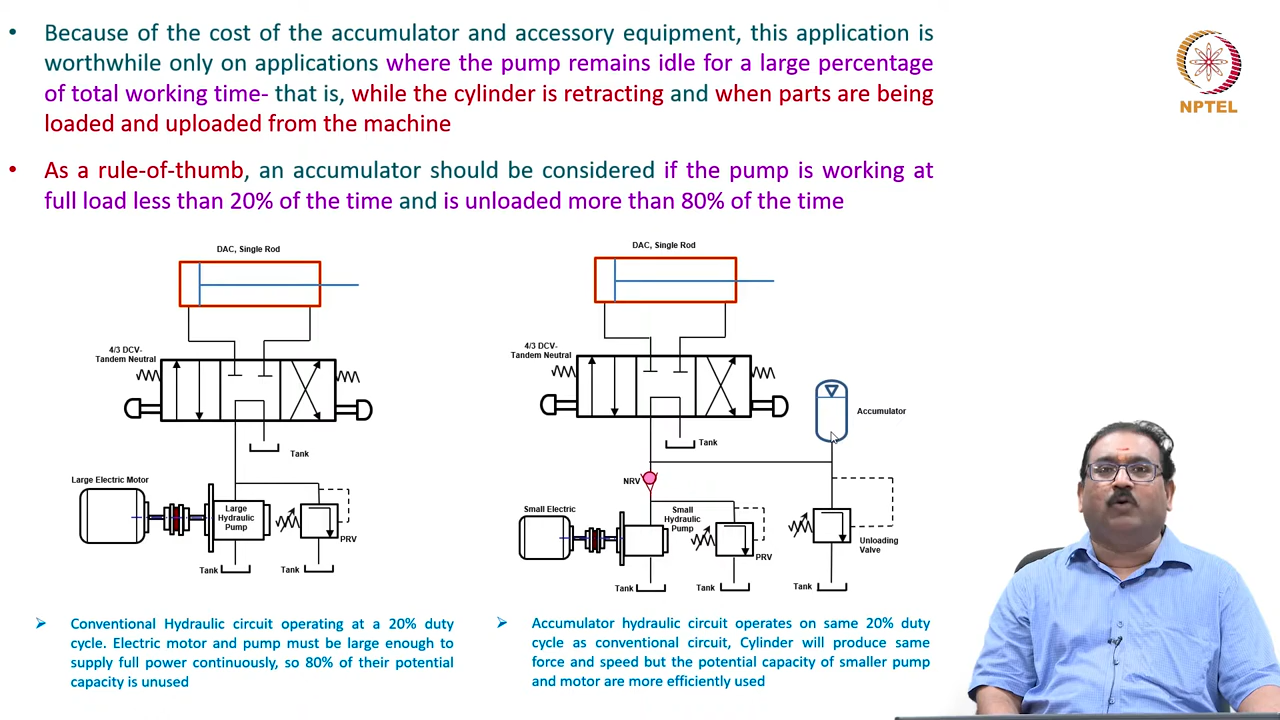 • Because of the cost of the accumulator and accessory equipment, this application is
worthwhile only on applications where the pump remains idle for a large percentage
of total working time- that is, while the cylinder is retracting and when parts are being
loaded and uploaded from the machine
NPTEL
• As a rule-of-thumb, an accumulator should be considered if the pump is working at
full load less than 20% of the time and is unloaded more than 80% of the time
DAC, Single Rod
4/3 DCV-
Tandem Neutral
Tank
Large Electric Motor
Large
Hydraulic
Pump
PRV
Tank
Tank
DAC, Single Rod
4/3 DCV-
Tandem Neutral
Accumulator
Tank
NRV
Small Electric
Small
Hydraulic
Pump
PRV
Unloading
Valve
Tank
Tank
Tank
Conventional Hydraulic circuit operating at a 20% duty
cycle. Electric motor and pump must be large enough to
supply full power continuously, so 80% of their potential
capacity is unused
Accumulator hydraulic circuit operates on same 20% duty
cycle as conventional circuit, Cylinder will produce same
force and speed but the potential capacity of smaller pump
and motor are more efficiently used